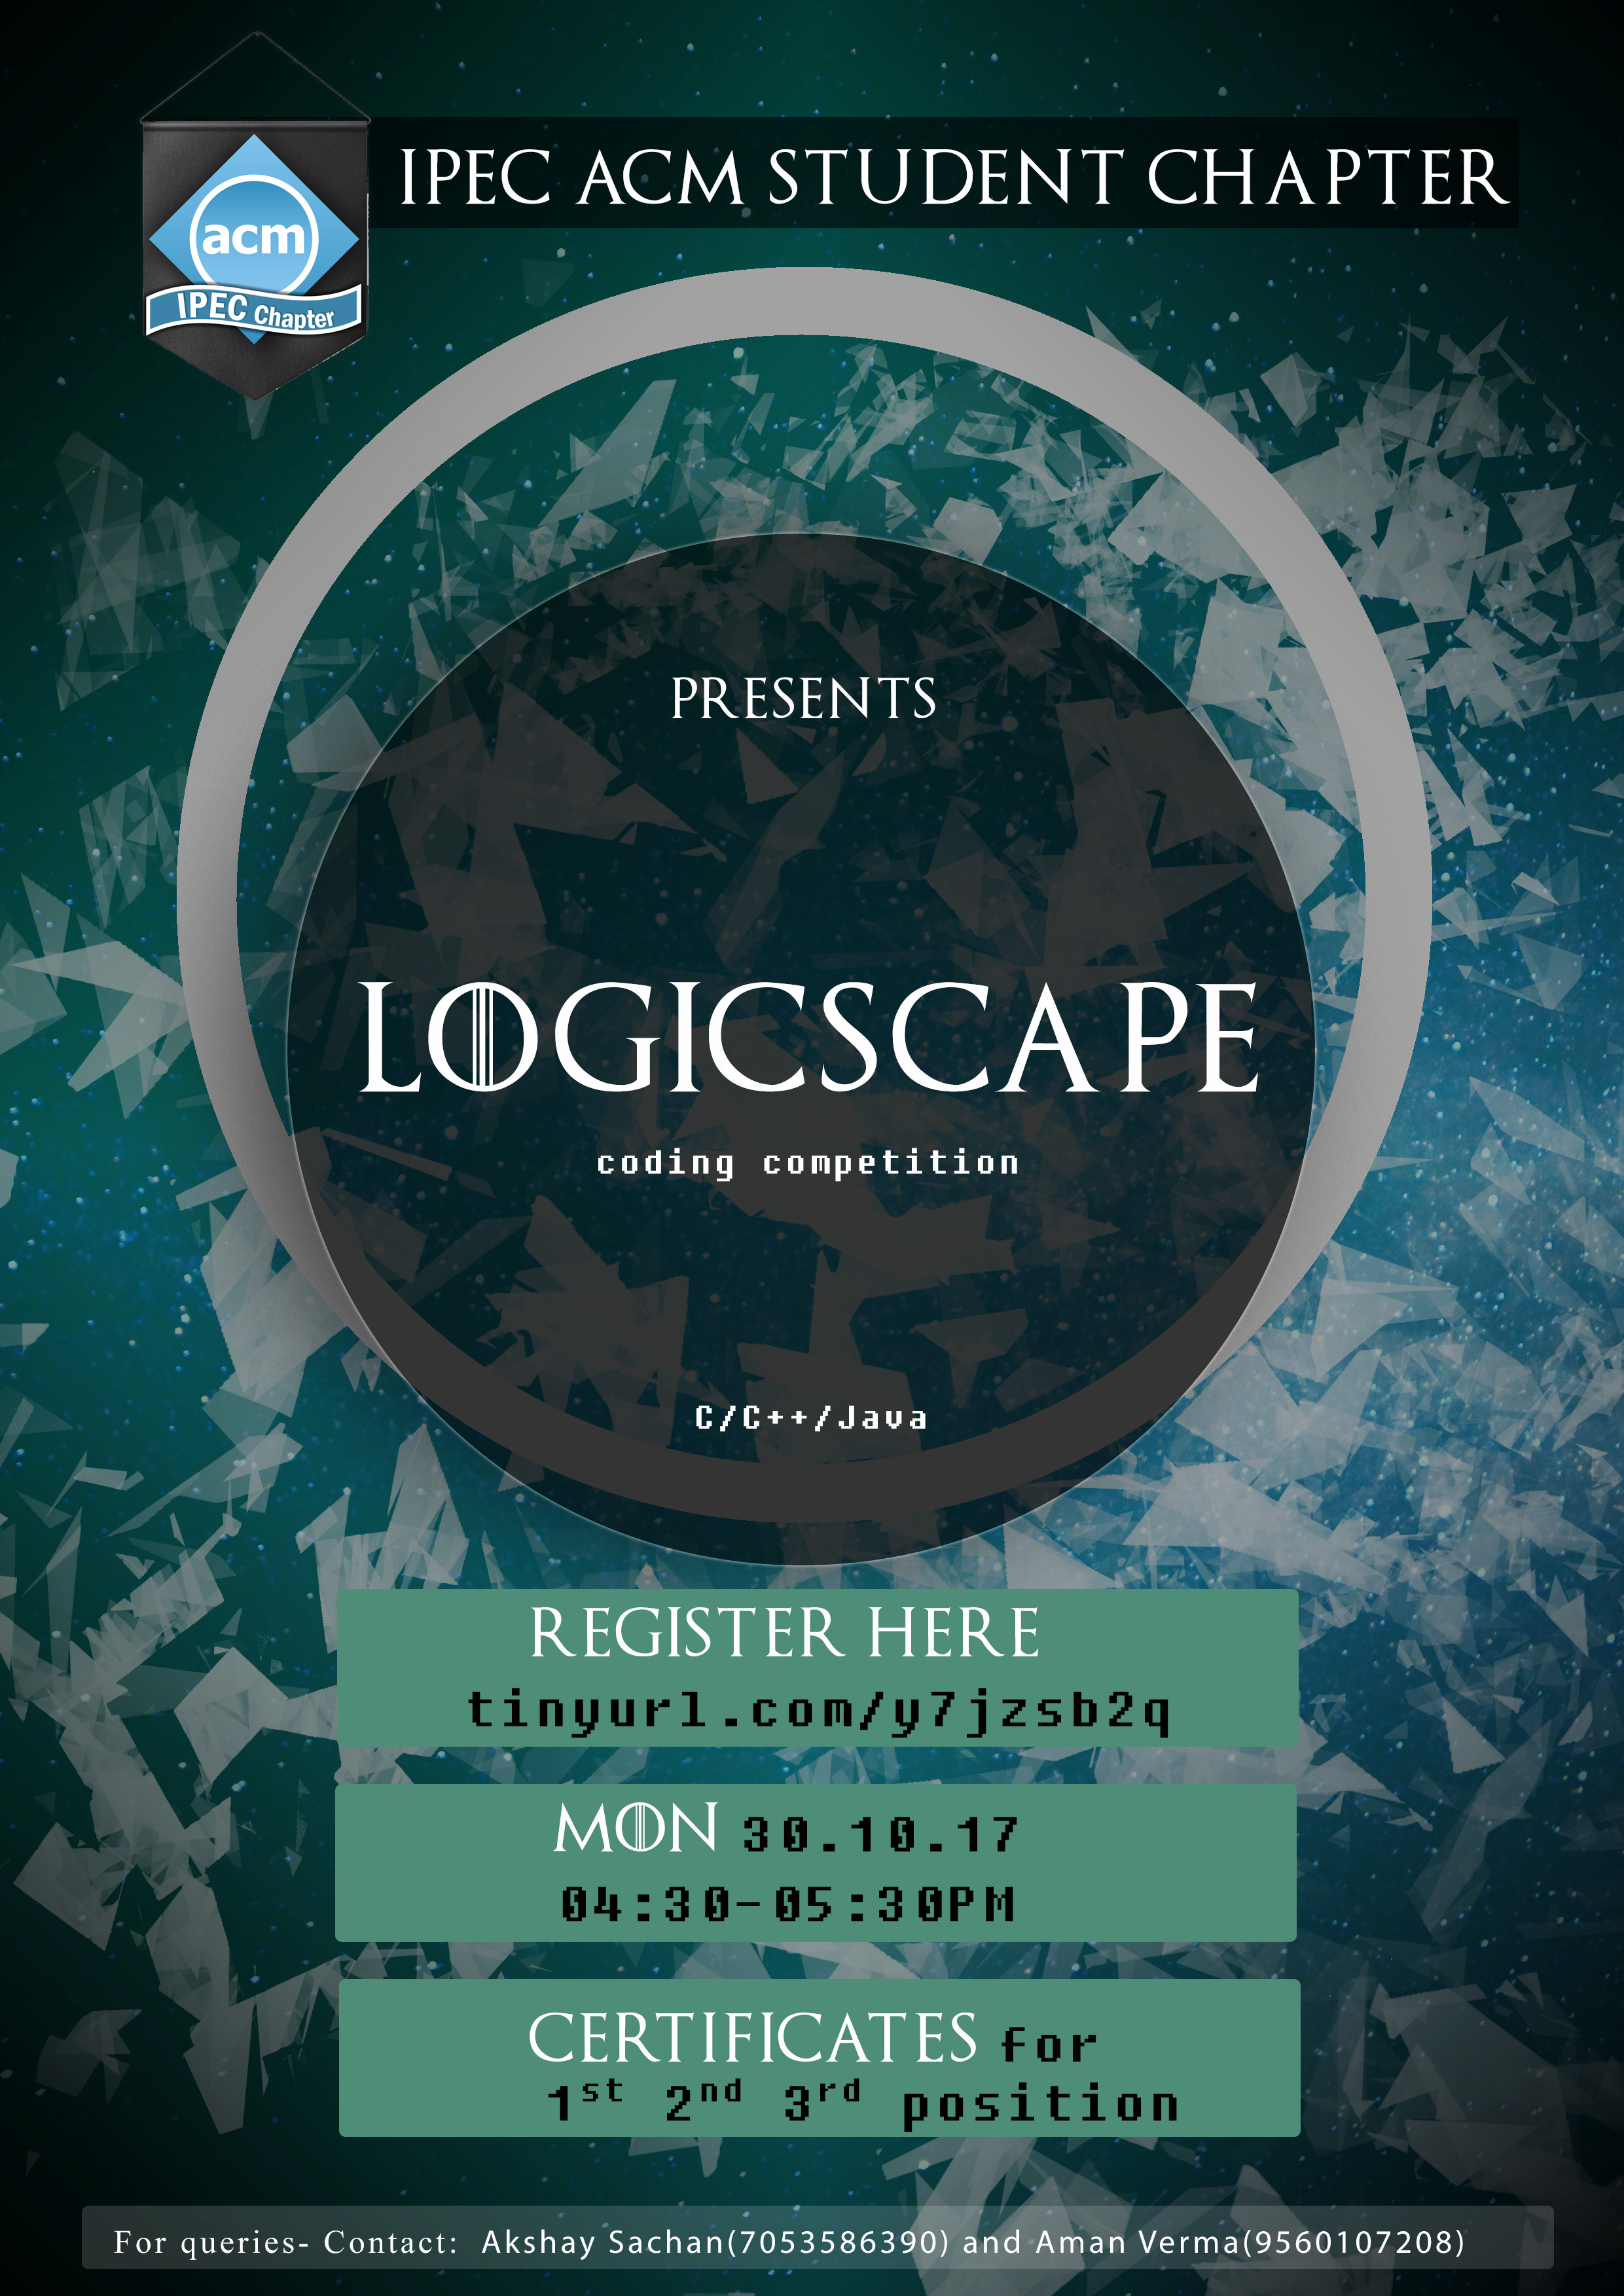 IPEC ACM STUDENT CHAPTER
acm
IPEC Chapter
PRESENTS
LOGICSCAPE
coding competition
C/C++/Java
REGISTER HERE
tinyurl.com/y7jzsb2q
MON 30.10.17
04:30-05:30PM
CERTIFICATES for
1st 2nd 3rd position
For queries- Contact: Akshay Sachan(7053586390) and Aman Verma(9560107208)